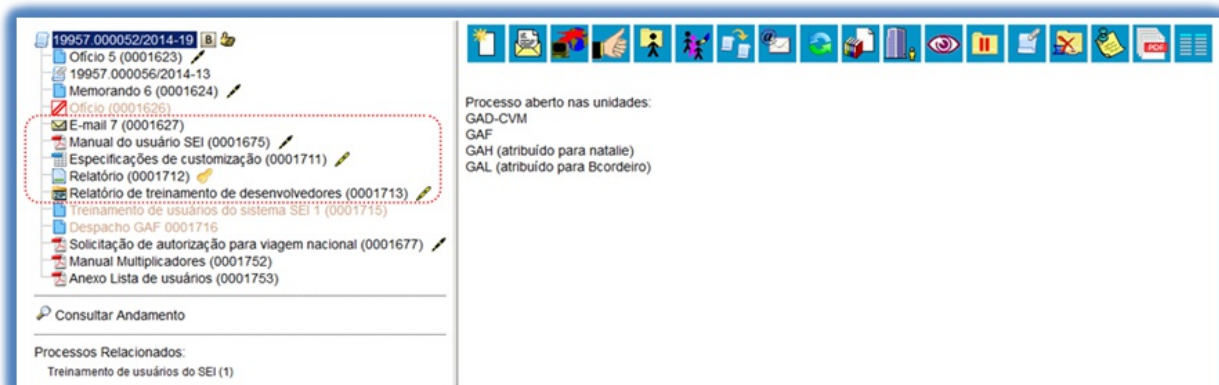 19957.000052/2014-19 B
Ofício 5 (0001623)
19957.000056/2014-13
Memorando 6 (0001624)
Ofício (0001626)
E-mail 7 (0001627)
Manual do usuário SEI (0001675)
Especificações de customização (0001711)
Relatório (0001712)
Relatório de treinamento de desenvolvedores (0001713)
Treinamento de usuários do sistema SEI 1 (0001715)
Despacho GAF 0001716
Solicitação de autorização para viagem nacional (0001677)
Manual Multiplicadores (0001752)
Anexo Lista de usuários (0001753)
Consultar Andamento
Processos Relacionados:
Treinamento de usuários do SEI (1)
PDF
Processo aberto nas unidades:
GAD-CVM
GAF
GAH (atribuído para natalie)
GAL (atribuído para Bcordeiro)